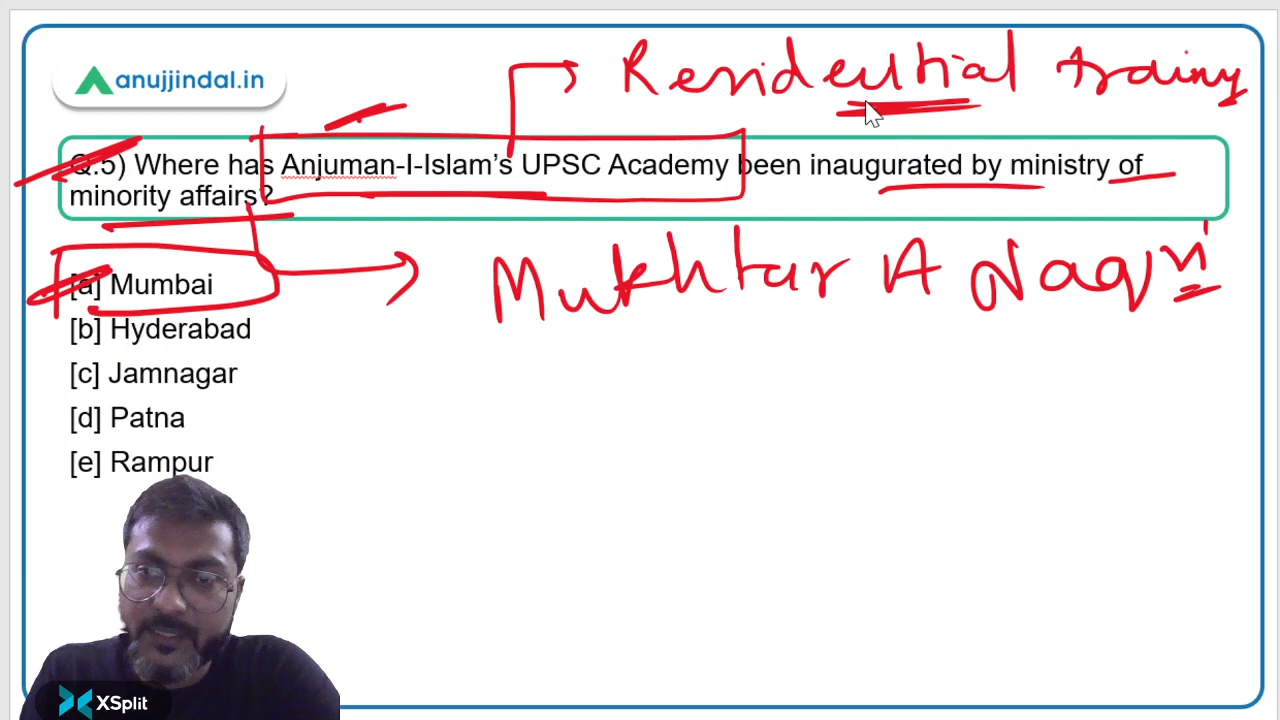 Residential training
anujjindal.in
Q.5) Where has Anjuman-I-Islam's UPSC Academy been inaugurated by ministry of
minority affairs?
Mukhtar A Naqvi
[a] Mumbai
[b] Hyderabad
[c] Jamnagar
[d] Patna
[e] Rampur
XSplit